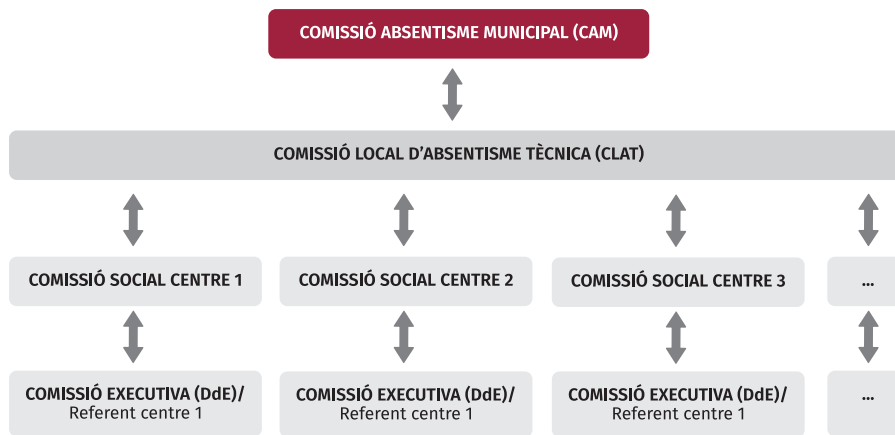 COMISSIÓ ABSENTISME MUNICIPAL (CAM)
COMISSIÓ LOCAL D'ABSENTISME TÈCNICA (CLAT)
COMISSIÓ SOCIAL CENTRE 1
COMISSIÓ SOCIAL CENTRE 2
COMISSIÓ SOCIAL CENTRE 3
...
COMISSIÓ EXECUTIVA (DdE)/
Referent centre 1
COMISSIÓ EXECUTIVA (DdE)/
Referent centre 1
COMISSIÓ EXECUTIVA (DdE)/
Referent centre 1
...